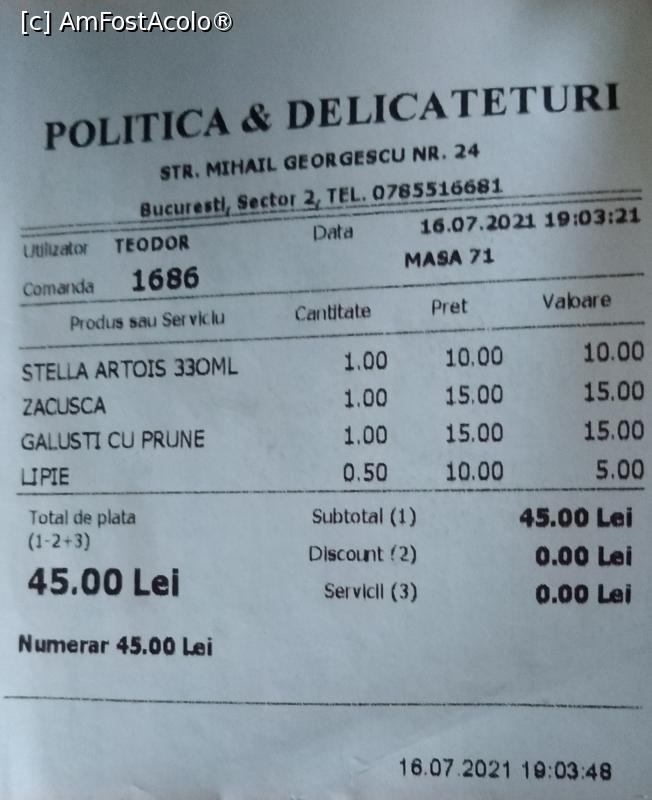 [c] AmFostAcolo®
POLITICA & DELICATETURI
STR. MIHAIL GEORGESCU NR. 24
Bucuresti, Sector 2, TEL. 0785516681
Utilizator TEODOR Data 16.07.2021 19:03:21
Comanda 1686 MASA 71
Produs sau Serviciu Cantitate Pret Valoare
STELLA ARTOIS 330ML 1.00 10.00 10.00
ZACUSCA 1.00 15.00 15.00
GALUSTI CU PRUNE 1.00 15.00 15.00
LIPIE 0.50 10.00 5.00
Total de plata Subtotal (1) 45.00 Lei
(1-2+3) Discount (2) 0.00 Lei
45.00 Lei Servicii (3) 0.00 Lei
Numerar 45.00 Lei
16.07.2021 19:03:48